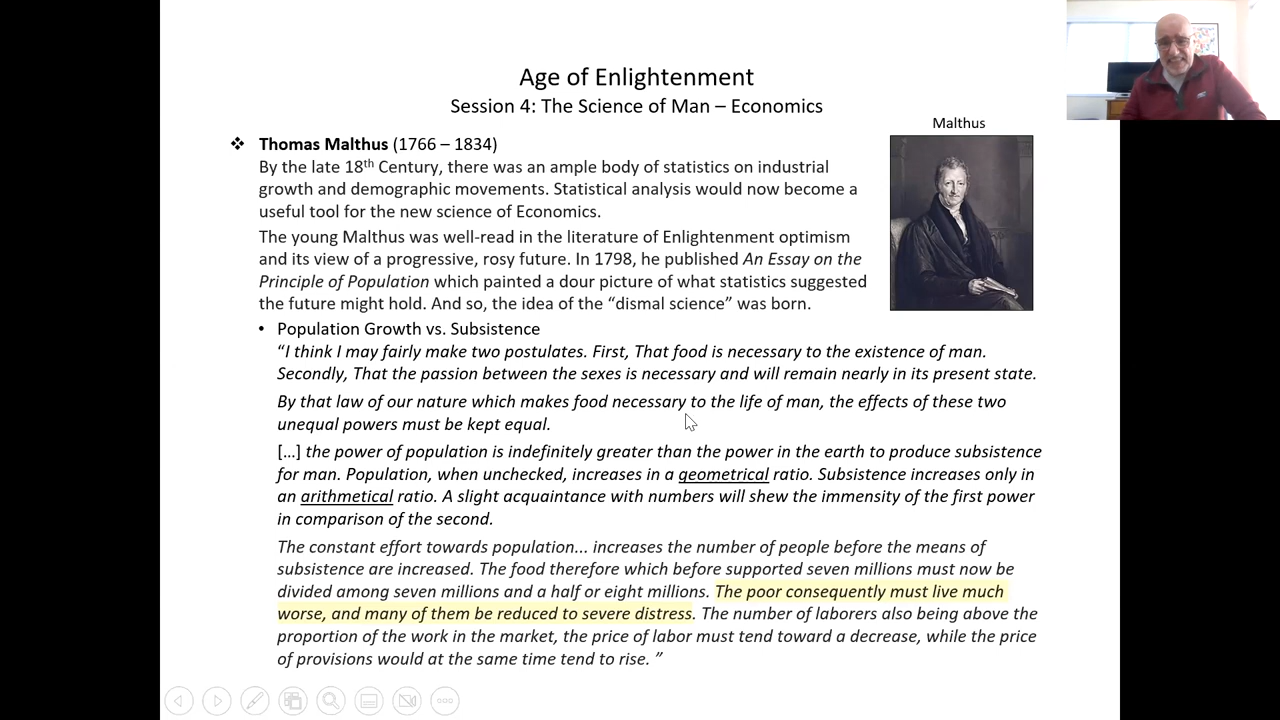 Age of Enlightenment
Session 4: The Science of Man – Economics
Malthus
❖ Thomas Malthus (1766 – 1834)
By the late 18th Century, there was an ample body of statistics on industrial
growth and demographic movements. Statistical analysis would now become a
useful tool for the new science of Economics.
The young Malthus was well-read in the literature of Enlightenment optimism
and its view of a progressive, rosy future. In 1798, he published An Essay on the
Principle of Population which painted a dour picture of what statistics suggested
the future might hold. And so, the idea of the “dismal science” was born.
• Population Growth vs. Subsistence
“I think I may fairly make two postulates. First, That food is necessary to the existence of man.
Secondly, That the passion between the sexes is necessary and will remain nearly in its present state.
By that law of our nature which makes food necessary to the life of man, the effects of these two
unequal powers must be kept equal.
[…] the power of population is indefinitely greater than the power in the earth to produce subsistence
for man. Population, when unchecked, increases in a geometrical ratio. Subsistence increases only in
an arithmetical ratio. A slight acquaintance with numbers will shew the immensity of the first power
in comparison of the second.
The constant effort towards population... increases the number of people before the means of
subsistence are increased. The food therefore which before supported seven millions must now be
divided among seven millions and a half or eight millions. The poor consequently must live much
worse, and many of them be reduced to severe distress. The number of laborers also being above the
proportion of the work in the market, the price of labor must tend toward a decrease, while the price
of provisions would at the same time tend to rise. ”